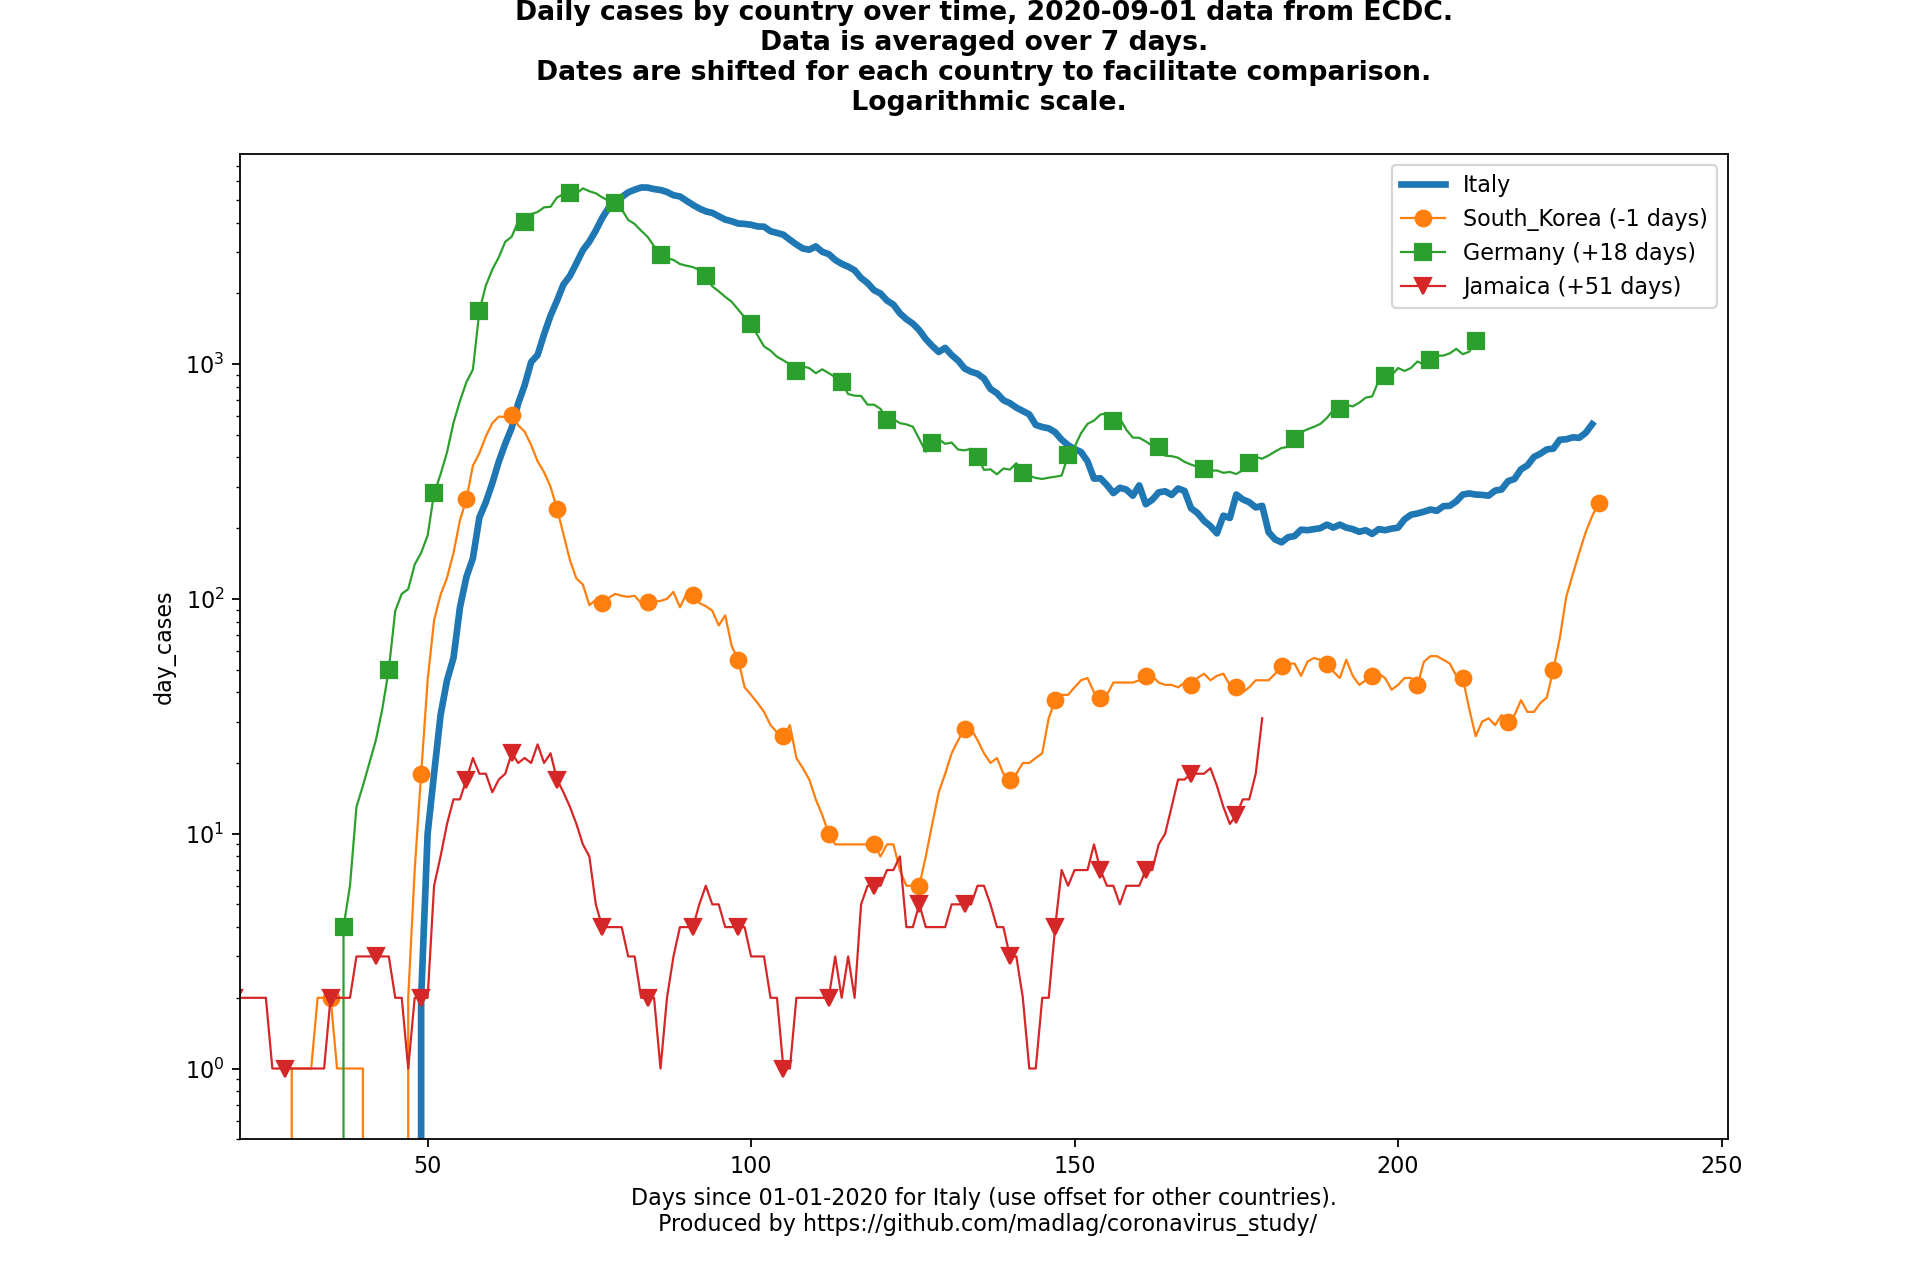 Daily cases by country over time, 2020-09-01 data from ECDC.
Data is averaged over 7 days.
Dates are shifted for each country to facilitate comparison.
Logarithmic scale.
Italy
South_Korea (-1 days)
Germany (+18 days)
Jamaica (+51 days)
day_cases
10³
10²
10¹
10⁰
50
100
150
200
250
Days since 01-01-2020 for Italy (use offset for other countries).
Produced by https://github.com/madlag/coronavirus_study/